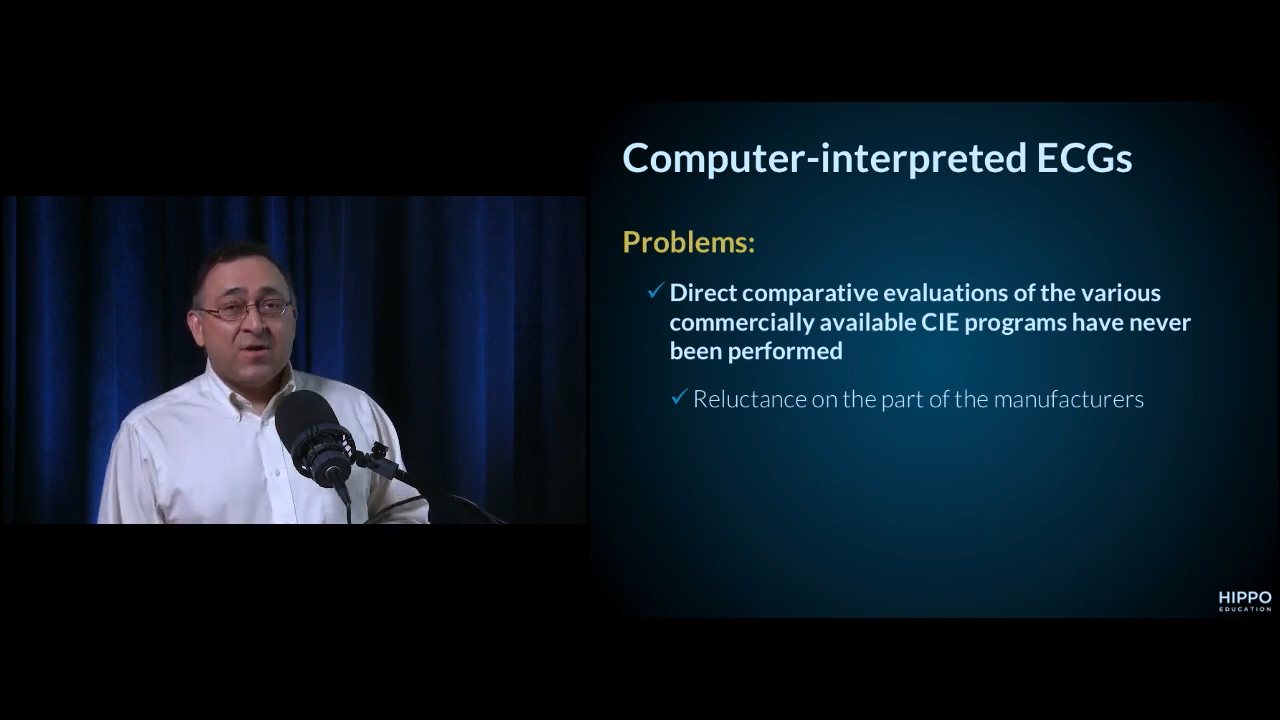 Computer-interpreted ECGs
Problems:
Direct comparative evaluations of the various
commercially available CIE programs have never
been performed
Reluctance on the part of the manufacturers
HIPPO
EDUCATION